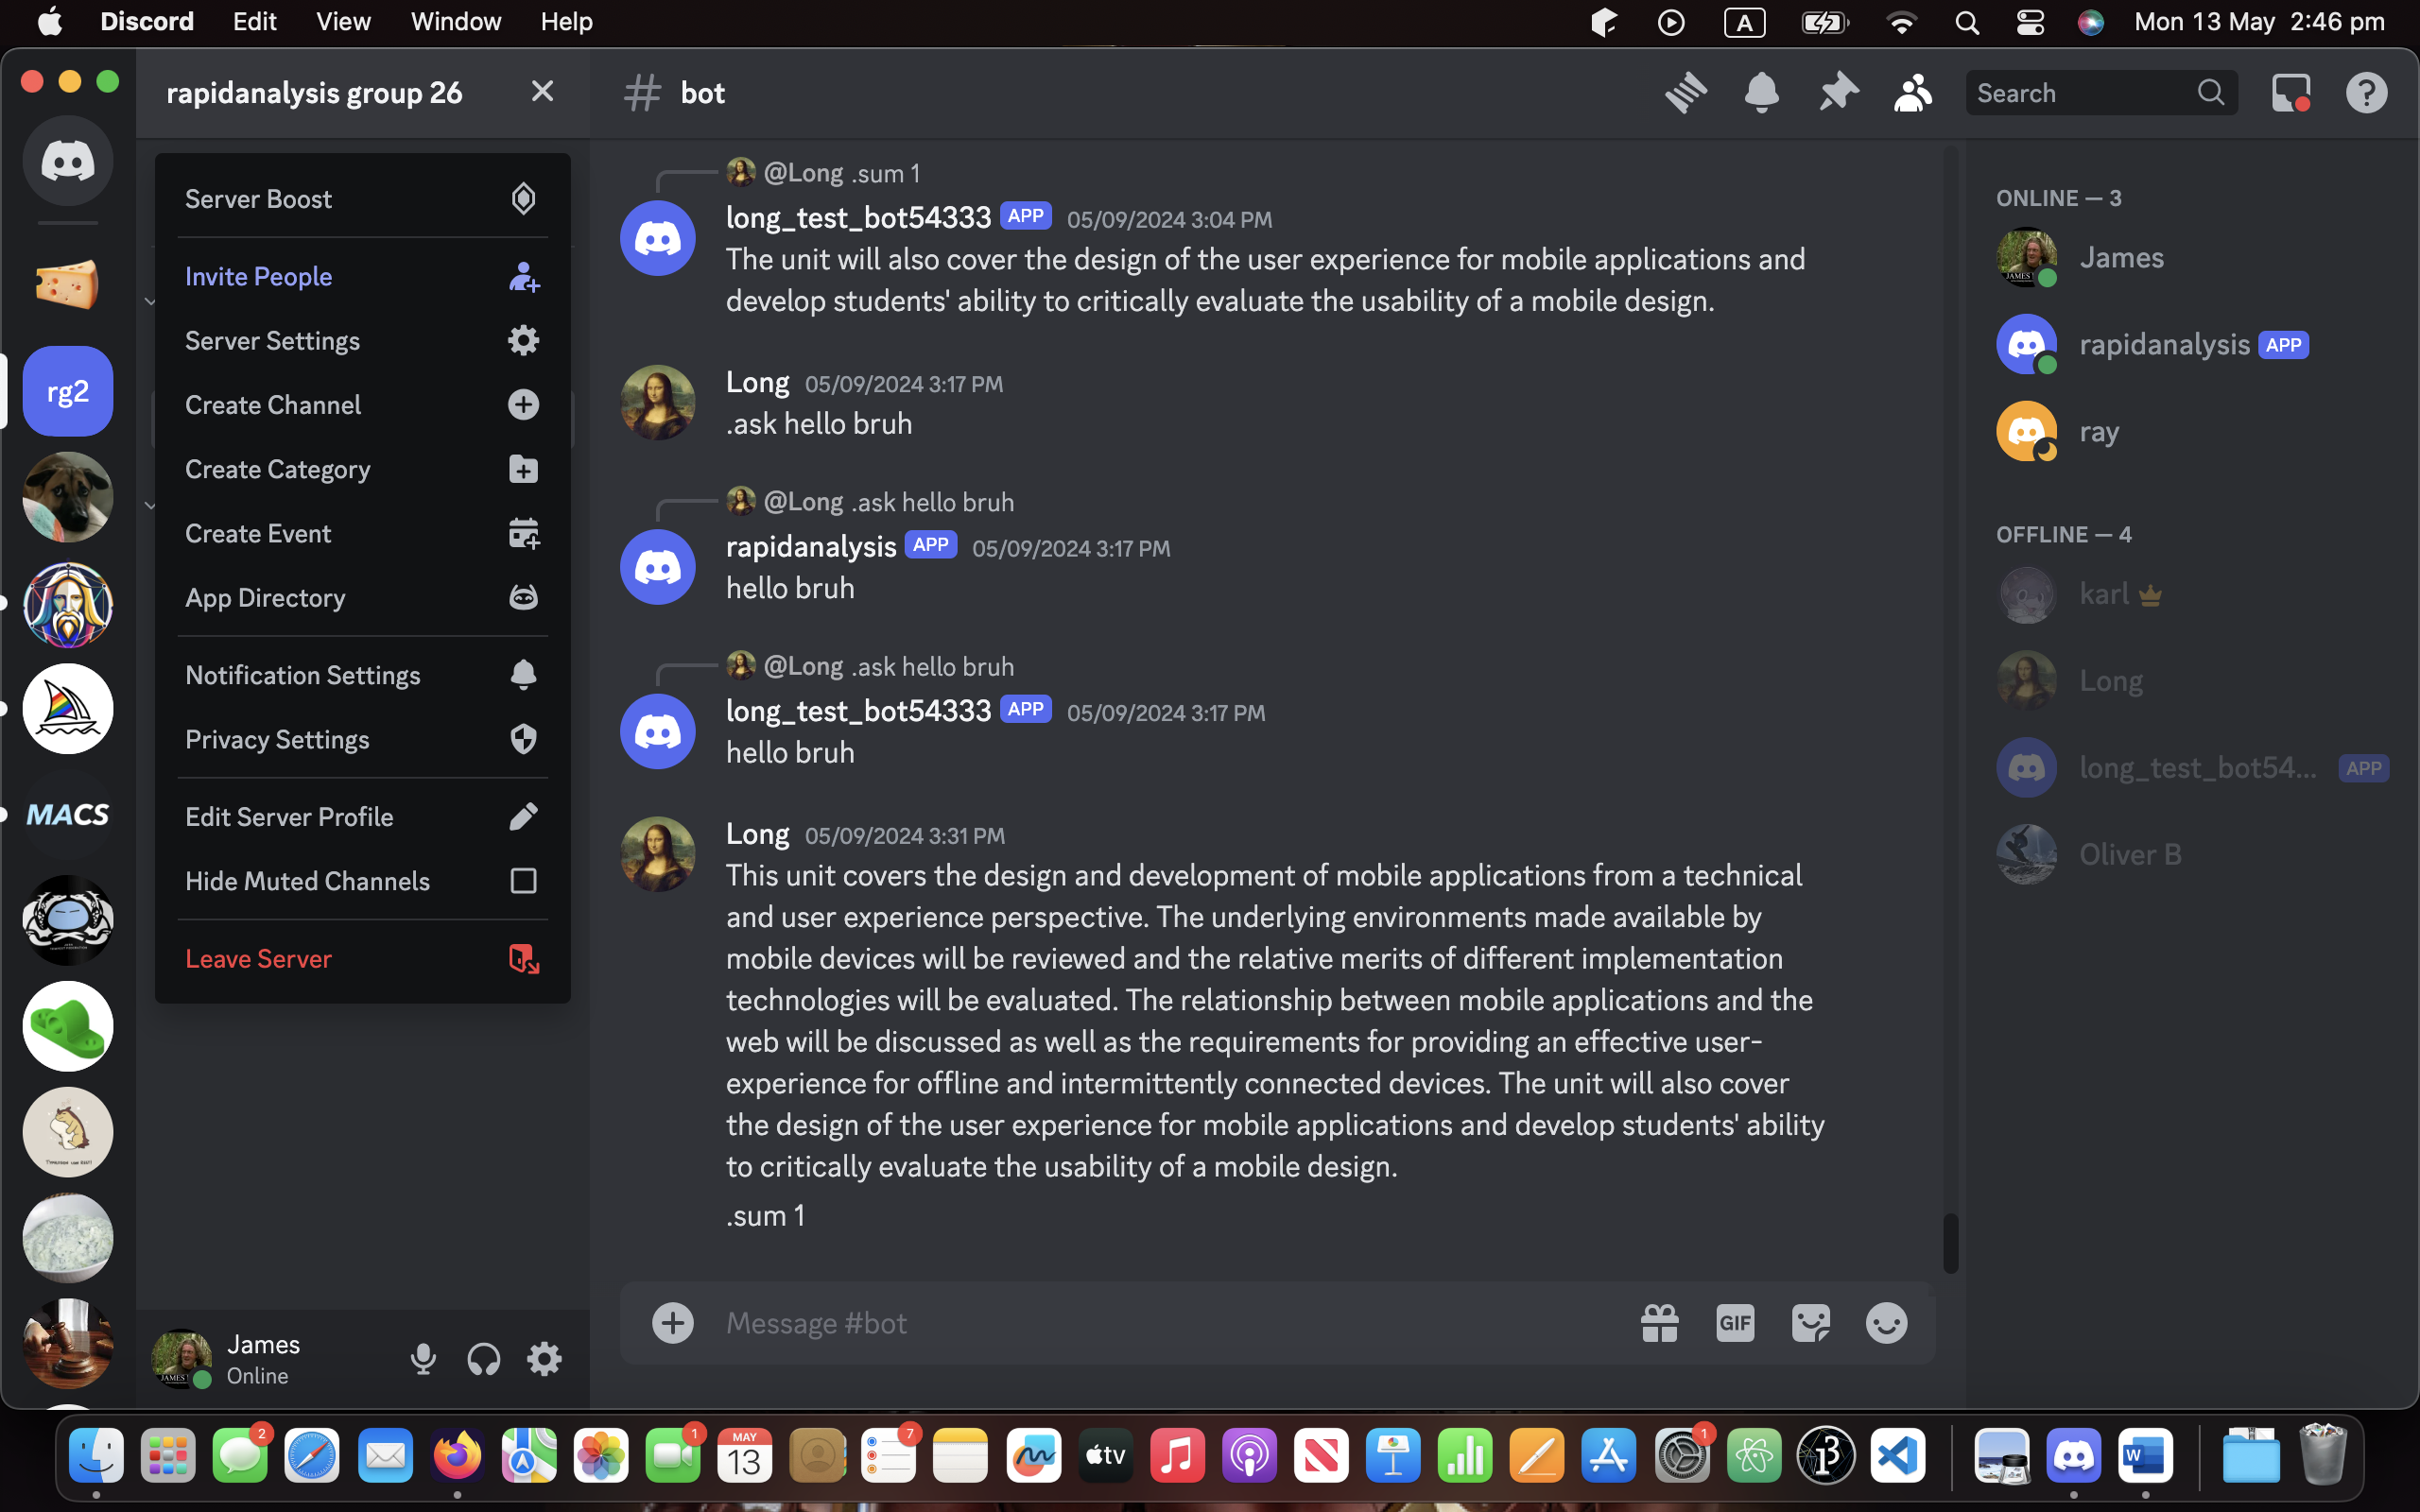 Discord Edit View Window Help A Mon 13 May 2:46 pm
rapidanalysis group 26
Server Boost
Invite People
Server Settings
Create Channel
Create Category
Create Event
App Directory
Notification Settings
Privacy Settings
Edit Server Profile
Hide Muted Channels
Leave Server
rg2
MACS
James
Online
bot
Search
@Long .sum 1
long_test_bot54333 APP 05/09/2024 3:04 PM
The unit will also cover the design of the user experience for mobile applications and
develop students' ability to critically evaluate the usability of a mobile design.
Long 05/09/2024 3:17 PM
.ask hello bruh
@Long .ask hello bruh
rapidanalysis APP 05/09/2024 3:17 PM
hello bruh
@Long .ask hello bruh
long_test_bot54333 APP 05/09/2024 3:17 PM
hello bruh
Long 05/09/2024 3:31 PM
This unit covers the design and development of mobile applications from a technical
and user experience perspective. The underlying environments made available by
mobile devices will be reviewed and the relative merits of different implementation
technologies will be evaluated. The relationship between mobile applications and the
web will be discussed as well as the requirements for providing an effective user-
experience for offline and intermittently connected devices. The unit will also cover
the design of the user experience for mobile applications and develop students' ability
to critically evaluate the usability of a mobile design.
.sum 1
Message #bot
GIF
ONLINE — 3
James
rapidanalysis APP
ray
OFFLINE — 4
karl
Long
long_test_bot54... APP
Oliver B
2
1
MAY
13
7
tv
1
W